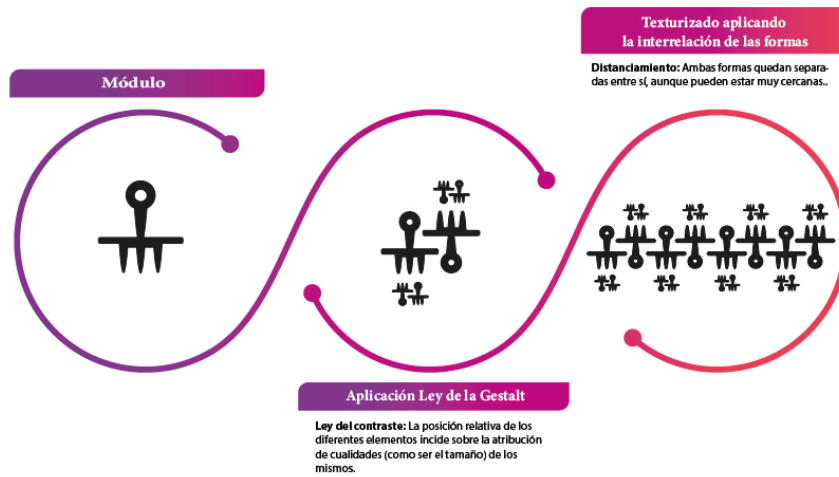 Módulo
Aplicación Ley de la Gestalt
Ley del contraste: La posición relativa de los
diferentes elementos incide sobre la atribución
de cualidades (como ser el tamaño) de los
mismos.
Texturizado aplicando
la interrelación de las formas
Distanciamiento: Ambas formas quedan separa-
das entre sí, aunque pueden estar muy cercanas..